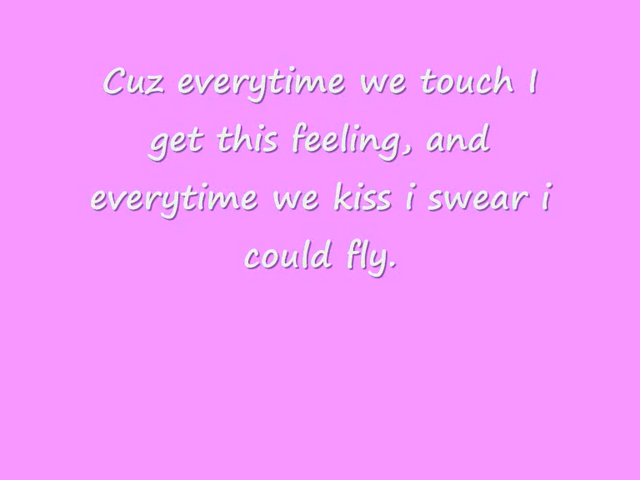 Cuz everytime we touch I
get this feeling, and
everytime we kiss i swear i
could fly.